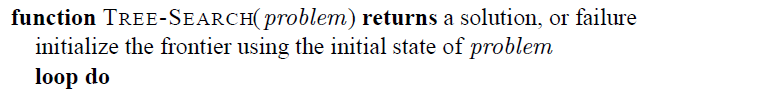 function TREE-SEARCH(problem) returns a solution, or failure
initialize the frontier using the initial state of problem
loop do